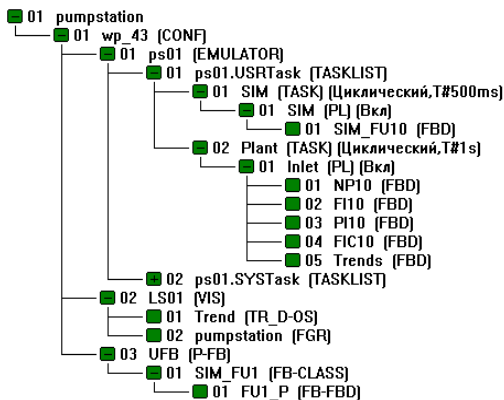 01 pumpstation
01 wp_43 (CONF)
01 ps01 (EMULATOR)
01 ps01.USRTask (TASKLIST)
01 SIM (TASK) (Циклический,T#500ms)
01 SIM (PL) (Вкл)
01 SIM_FU10 (FBD)
02 Plant (TASK) (Циклический,T#1s)
01 Inlet (PL) (Вкл)
01 NP10 (FBD)
02 FI10 (FBD)
03 PI10 (FBD)
04 FIC10 (FBD)
05 Trends (FBD)
02 ps01.SYSTask (TASKLIST)
02 LS01 (VIS)
01 Trend (TR_D-OS)
02 pumpstation (FGR)
03 UFB (P-FB)
01 SIM_FU1 (FB-CLASS)
01 FU1_P (FB-FBD)